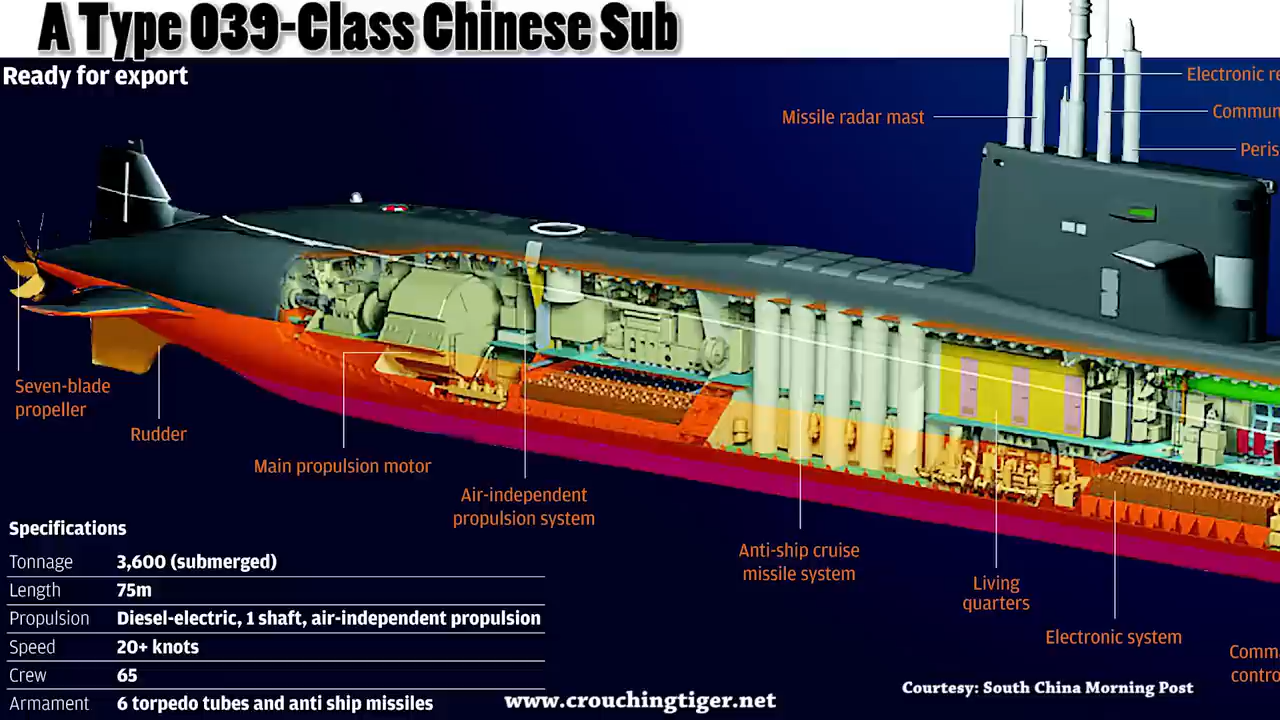 A Type 039-Class Chinese Sub
Ready for export
Electronic
Missile radar mast
Seven-blade
propeller
Rudder
Main propulsion motor
Air-independent
propulsion system
Anti-ship cruise
missile system
Living
quarters
Electronic system
Specifications
Tonnage 3,600 (submerged)
Length 75m
Propulsion Diesel-electric, 1 shaft, air-independent propulsion
Speed 20+ knots
Crew 65
Armament 6 torpedo tubes and anti ship missiles
www.crouchingtiger.net
Courtesy: South China Morning Post